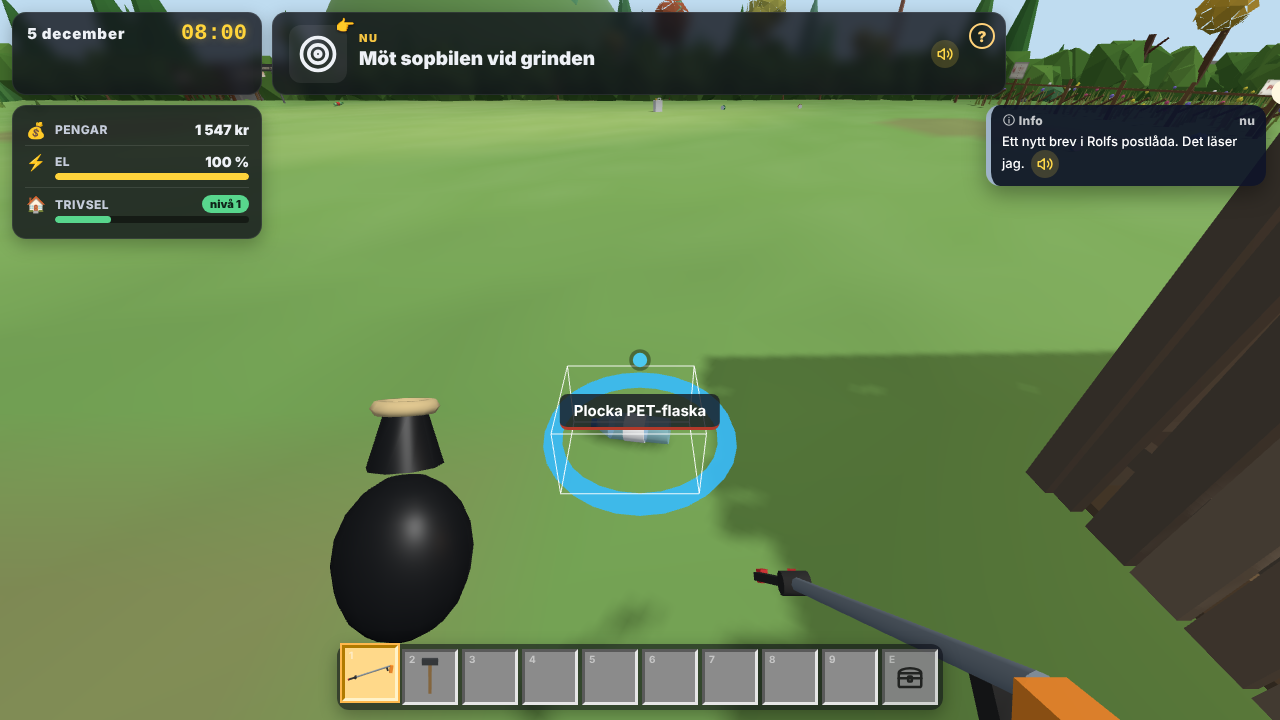 5 december
08:00
NU
Möt sopbilen vid grinden
?
PENGAR
1 547 kr
EL
100 %
TRIVSEL
nivå 1
Info
nu
Ett nytt brev i Rolfs postlåda. Det läser
jag.
Plocka PET-flaska
1
2
3
4
5
6
7
8
9
E